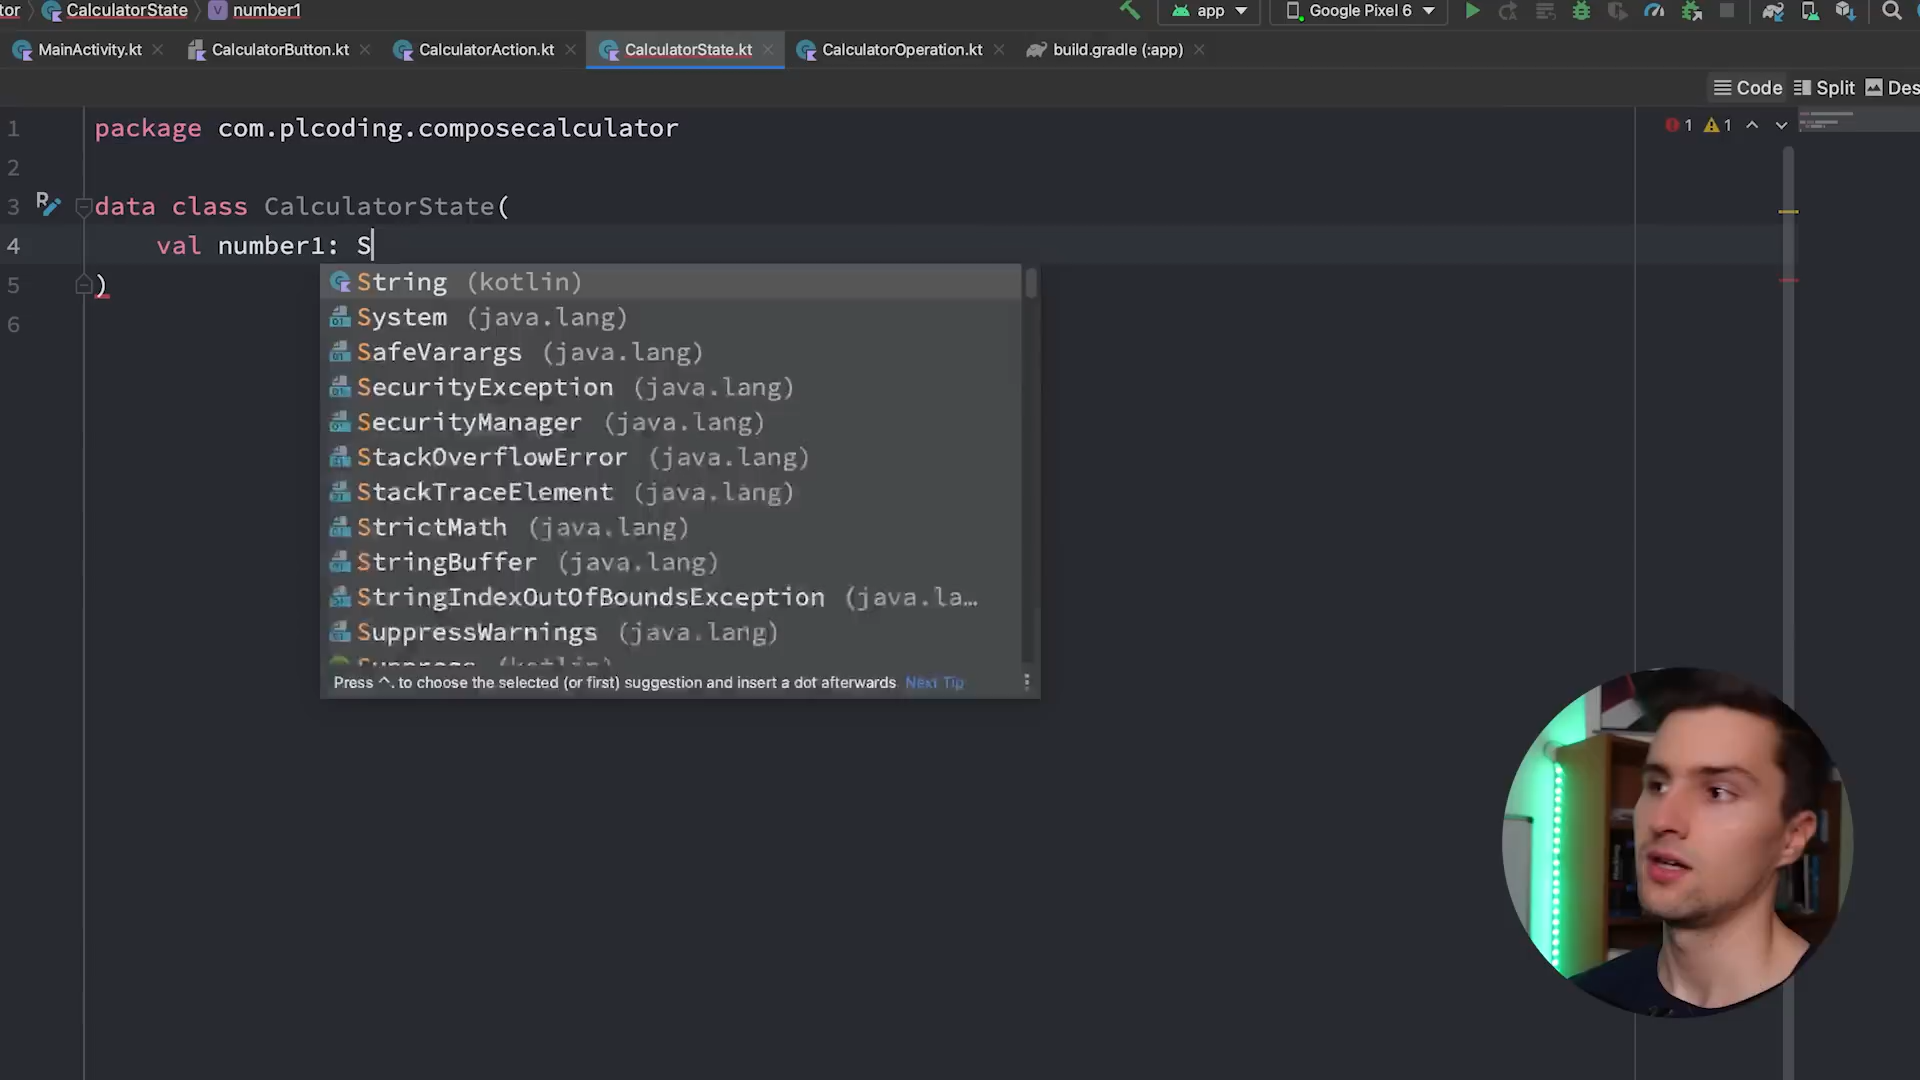 tor CalculatorState number1 app Google Pixel 6
MainActivity.kt CalculatorButton.kt CalculatorAction.kt CalculatorState.kt CalculatorOperation.kt build.gradle (:app)
Code Split Des
1 package com.plcoding.composecalculator 1 1
2
3 data class CalculatorState(
4 val number1: S
5 )
6
String (kotlin)
System (java.lang)
SafeVarargs (java.lang)
SecurityException (java.lang)
SecurityManager (java.lang)
StackOverflowError (java.lang)
StackTraceElement (java.lang)
StrictMath (java.lang)
StringBuffer (java.lang)
StringIndexOutOfBoundsException (java.la…
SuppressWarnings (java.lang)
Suppress (kotlin)
Press ^. to choose the selected (or first) suggestion and insert a dot afterwards Next Tip